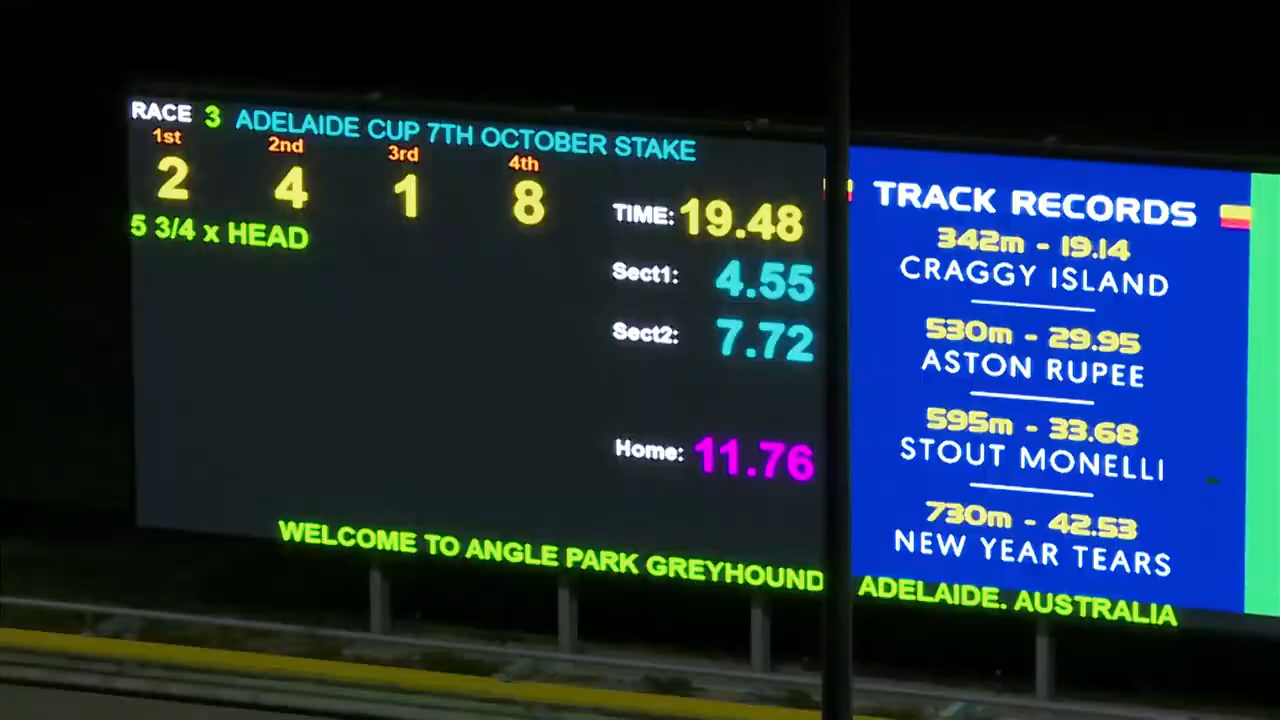 RACE 3 ADELAIDE CUP 7TH OCTOBER STAKE
1st 2nd 3rd 4th
2 4 1 8
5 3/4 x HEAD
TIME: 19.48
Sect1: 4.55
Sect2: 7.72
Home: 11.76
TRACK RECORDS
342m - 19.14
CRAGGY ISLAND
530m - 29.95
ASTON RUPEE
595m - 33.68
STOUT MONELLI
730m - 42.53
NEW YEAR TEARS
WELCOME TO ANGLE PARK GREYHOUND ADELAIDE. AUSTRALIA